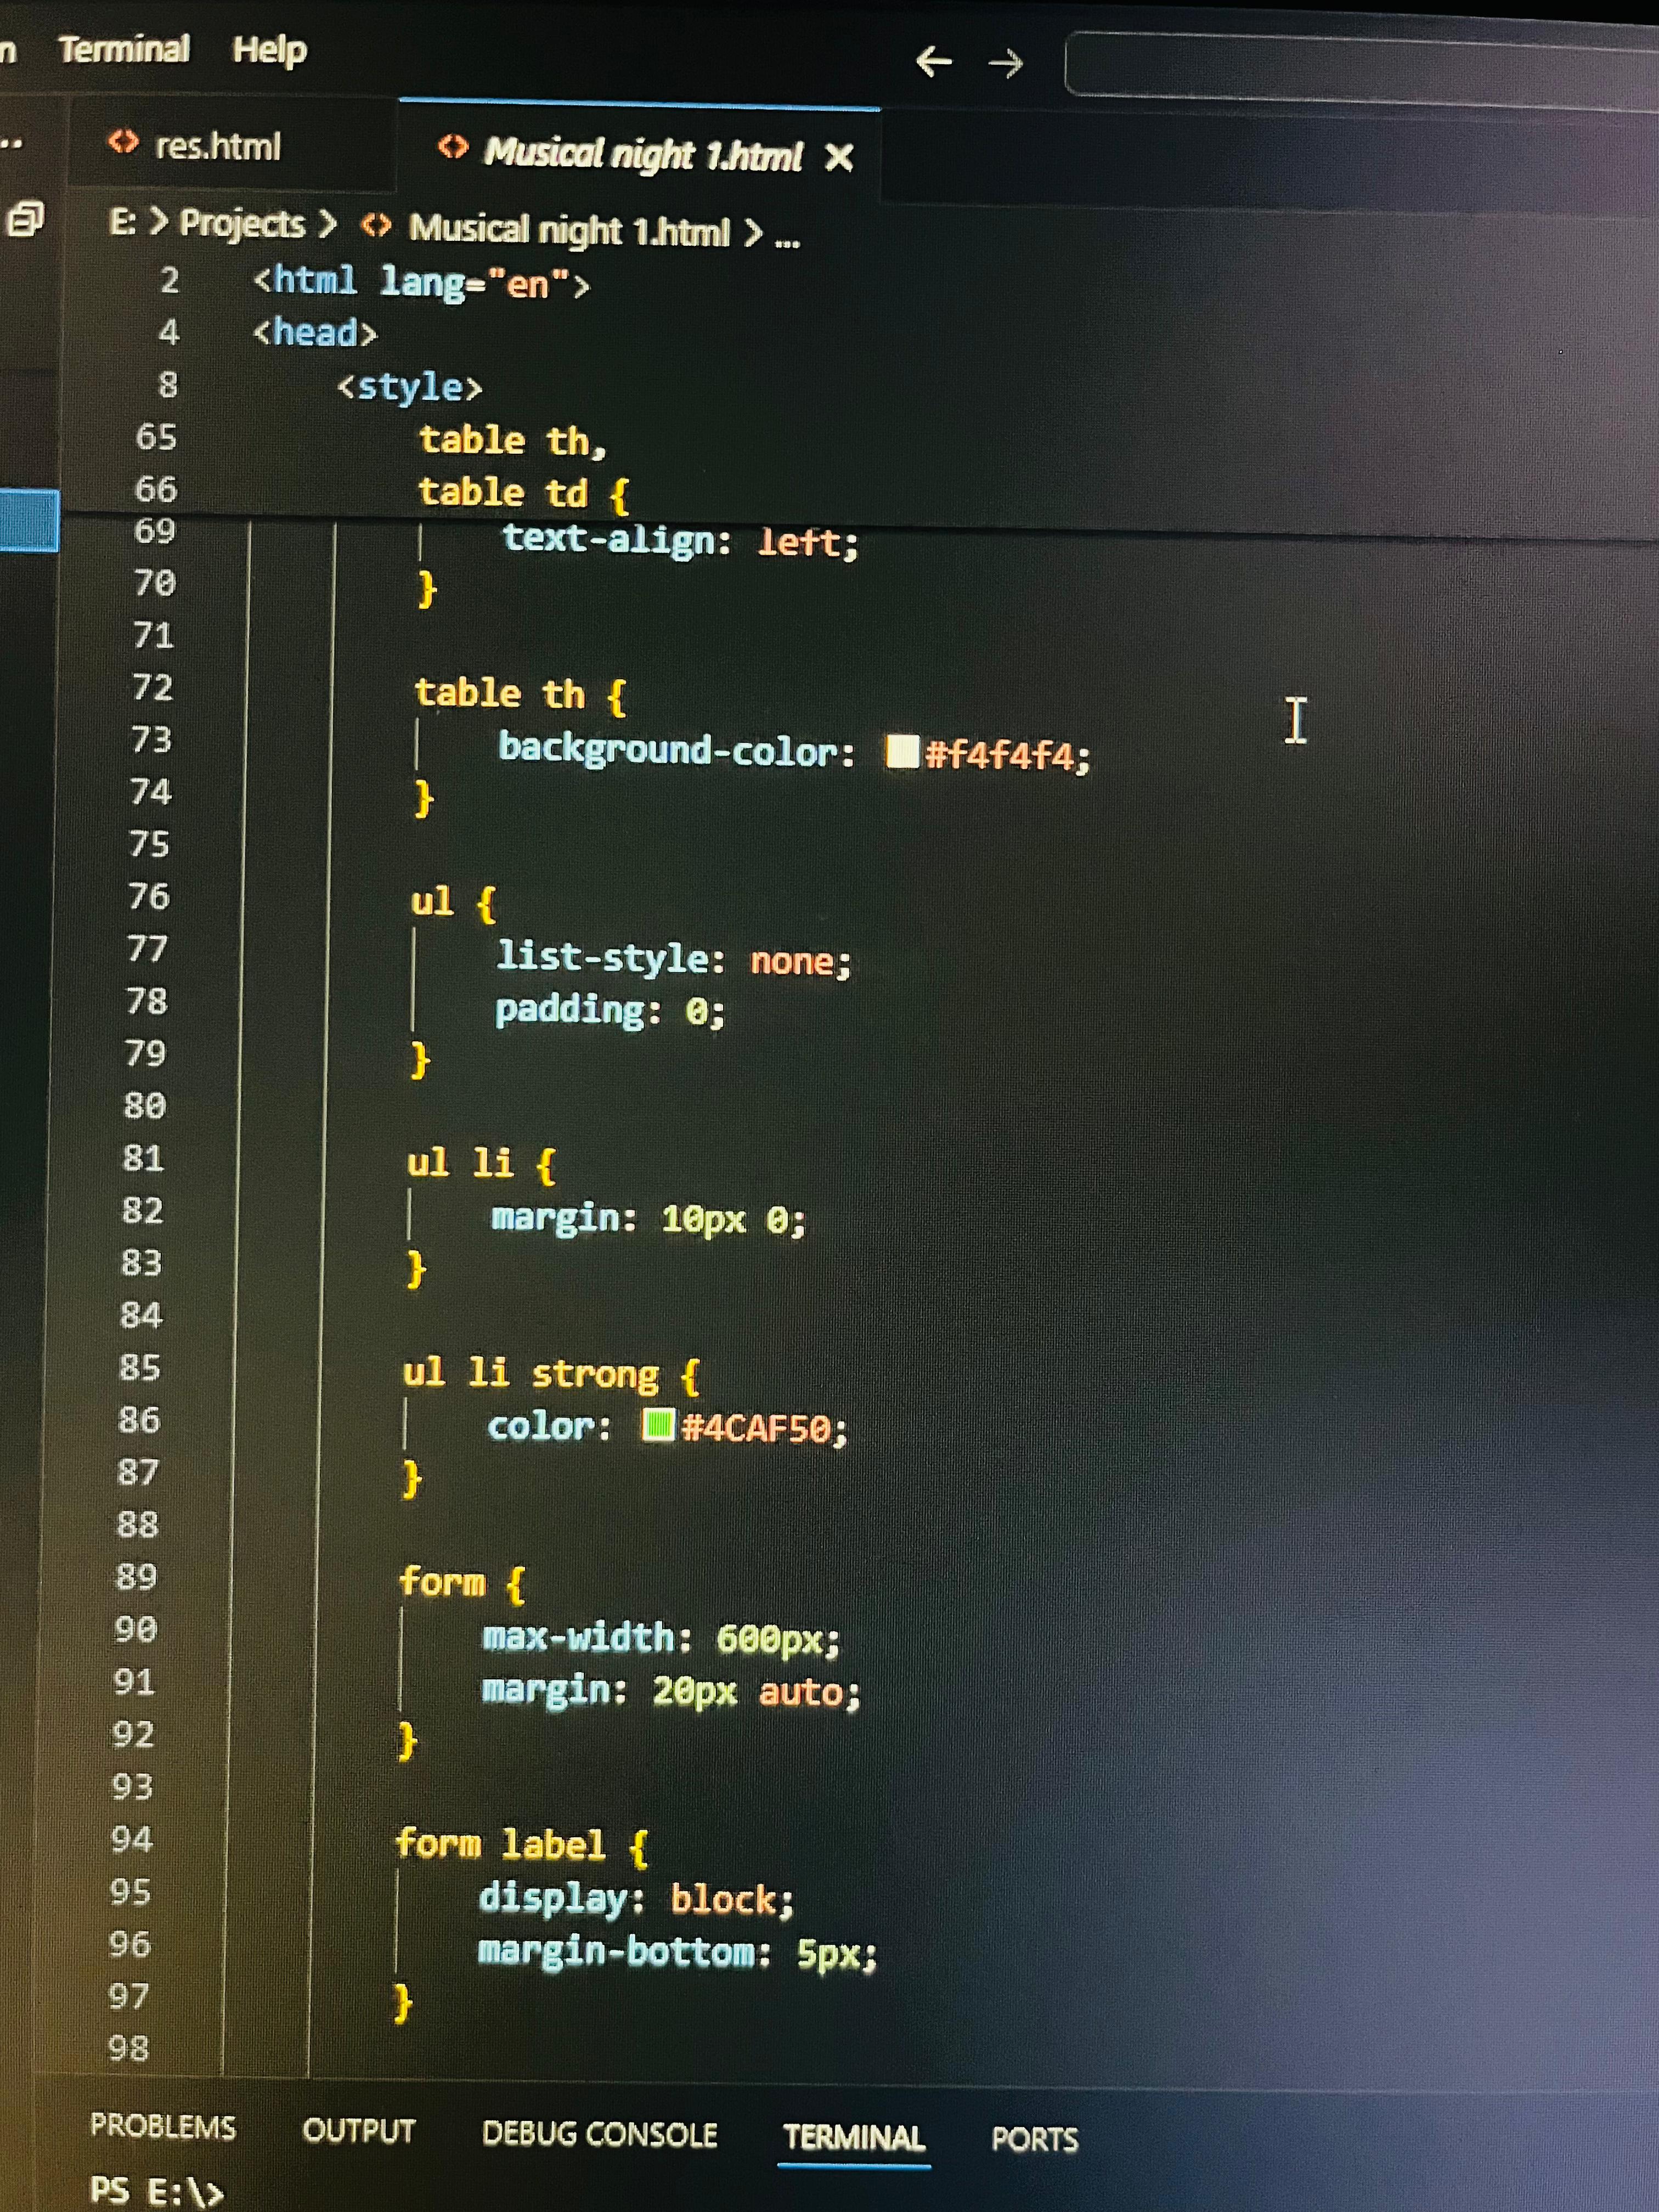 Terminal Help
res.html Musical night 1.html
E: > Projects > Musical night 1.html > ...
2 <html lang="en">
4 <head>
8 <style>
65 table th,
66 table td {
69 text-align: left;
70 }
71
72 table th {
73 background-color: #f4f4f4;
74 }
75
76 ul {
77 list-style: none;
78 padding: 0;
79 }
80
81 ul li {
82 margin: 10px 0;
83 }
84
85 ul li strong {
86 color: #4CAF50;
87 }
88
89 form {
90 max-width: 600px;
91 margin: 20px auto;
92 }
93
94 form label {
95 display: block;
96 margin-bottom: 5px;
97 }
98
PROBLEMS OUTPUT DEBUG CONSOLE TERMINAL PORTS
PS E:\>